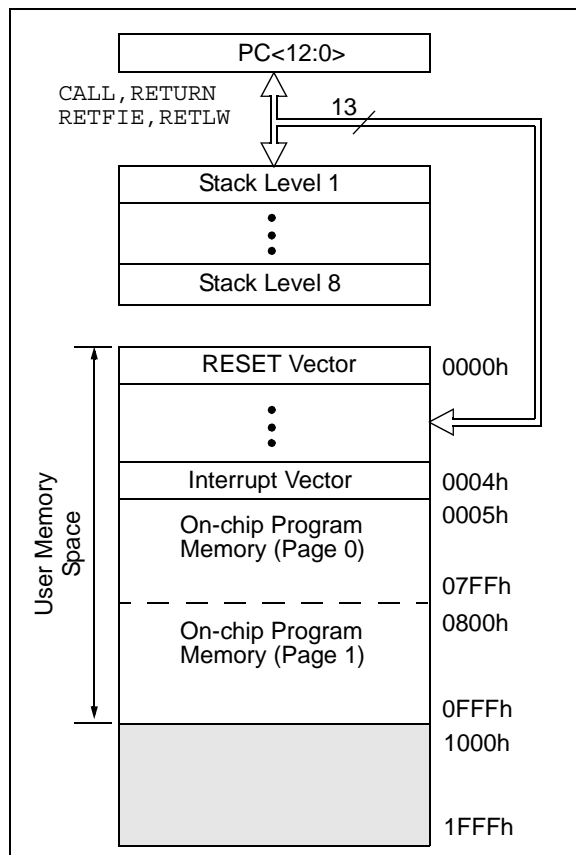 PC<12:0>
CALL,RETURN
RETFIE,RETLW
13
Stack Level 1
Stack Level 8
RESET Vector
0000h
Interrupt Vector
0004h
0005h
On-chip Program
Memory (Page 0)
07FFh
0800h
On-chip Program
Memory (Page 1)
0FFFh
1000h
1FFFh
User Memory
Space